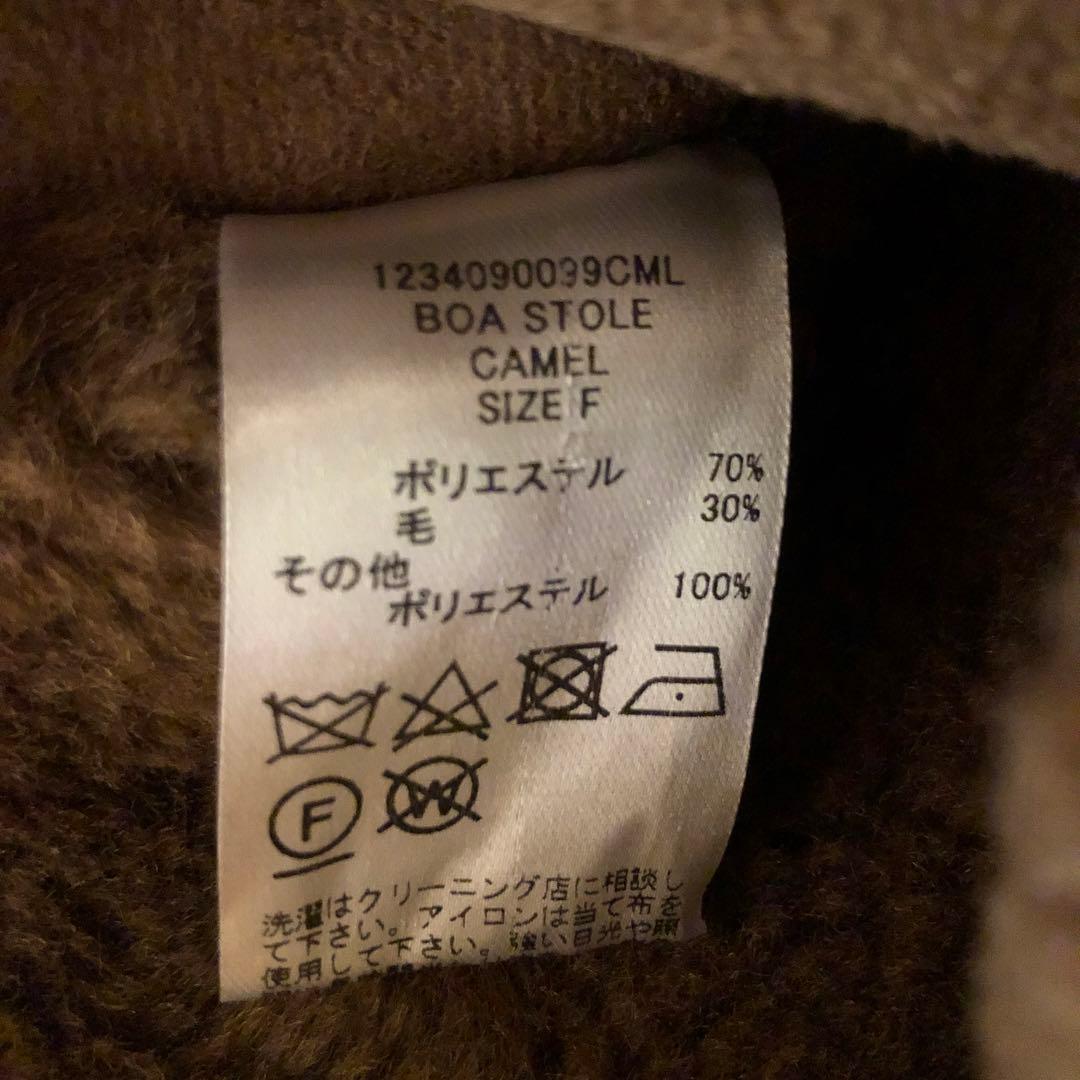 1234090099CML
BOA STOLE
CAMEL
SIZE F
ポリエステル 70%
毛 30%
その他
ポリエステル 100%
F
W
洗濯はクリーニング店に相談し
て下さい。アイロンは当て布を
使用して下さい。強い日光や照